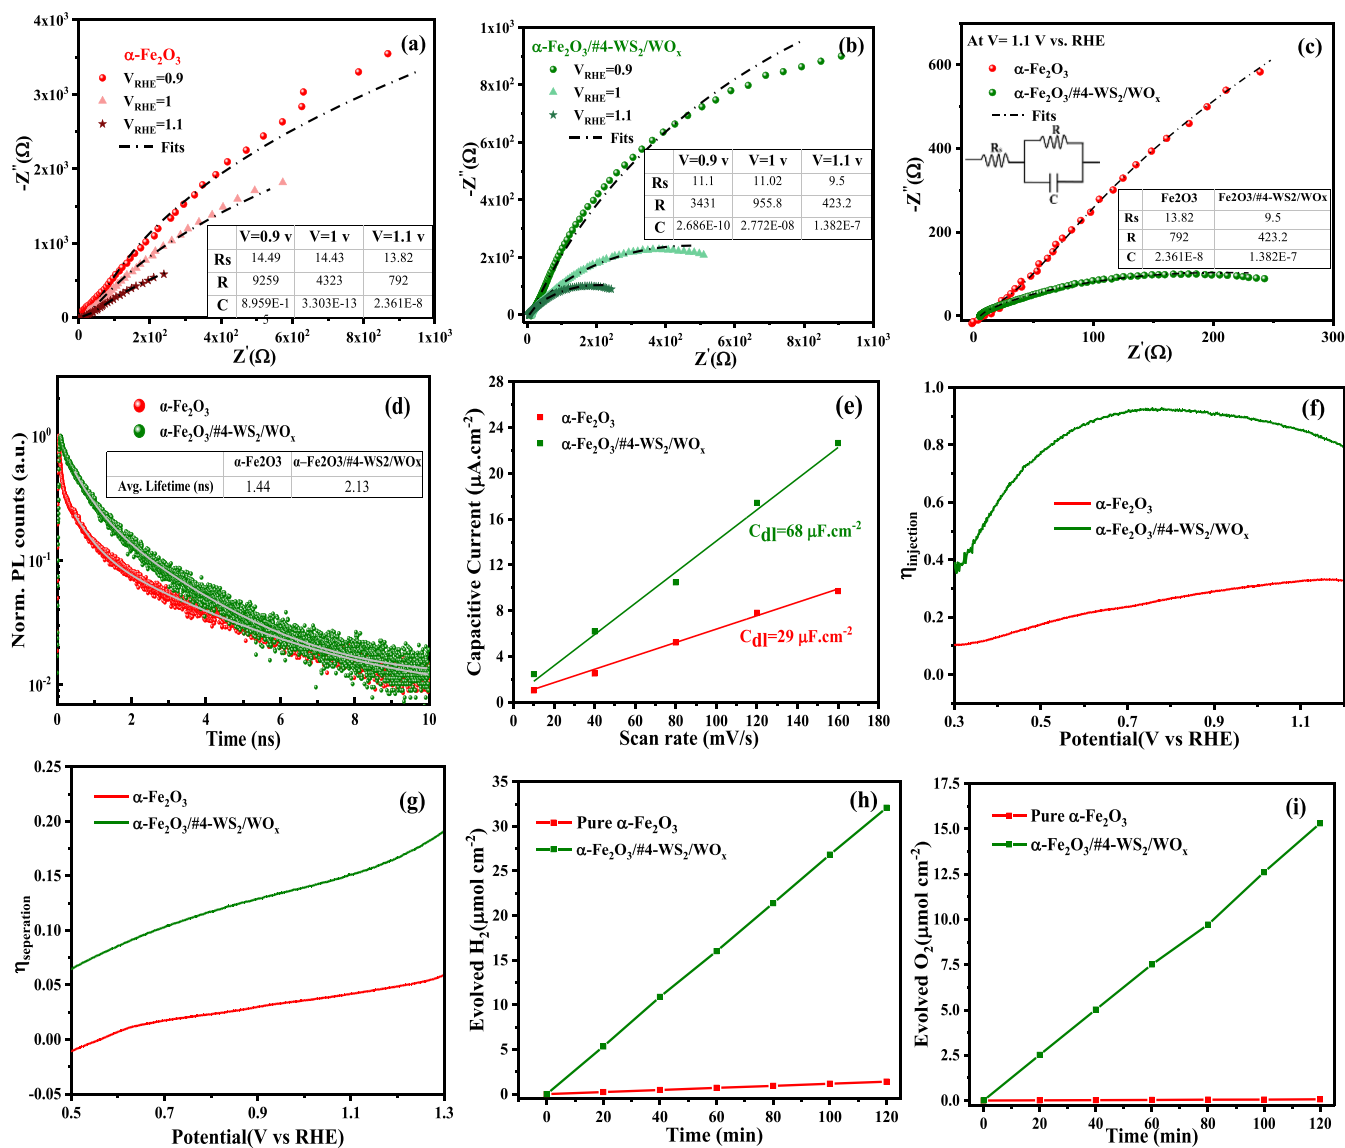 (a)
α-Fe₂O₃
V_RHE=0.9
V_RHE=1
V_RHE=1.1
Fits
-Z''(Ω)
4x10³
3x10³
2x10³
1x10³
0
V=0.9 v V=1 v V=1.1 v
Rs 14.49 14.43 13.82
R 9259 4323 792
C 8.959E-1 3.303E-13 2.361E-8
5
0 2x10² 4x10² 6x10² 8x10² 1x10³
Z'(Ω)
(b)
α-Fe₂O₃/#4-WS₂/WOₓ
V_RHE=0.9
V_RHE=1
V_RHE=1.1
Fits
-Z''(Ω)
-1x10³
-8x10²
-6x10²
-4x10²
-2x10²
0
V=0.9 V V=1 v V=1.1 v
Rs 11.1 11.02 9.5
R 3431 955.8 423.2
C 2.686E-10 2.772E-08 1.382E-7
0 2x10² 4x10² 6x10² 8x10² 1x10³
Z'(Ω)
(c)
At V= 1.1 V vs. RHE
α-Fe₂O₃
α-Fe₂O₃/#4-WS₂/WOₓ
Fits
Rs
R
C
-Z''(Ω)
600
400
200
0
Fe2O3 Fe2O3/#4-WS2/WOx
Rs 13.82 9.5
R 792 423.2
C 2.361E-8 1.382E-7
0 100 200 300
Z'(Ω)
(d)
α-Fe₂O₃
α-Fe₂O₃/#4-WS₂/WOₓ
α-Fe2O3 α–Fe2O3/#4-WS2/WOx
Avg. Lifetime (ns) 1.44 2.13
Norm. PL counts (a.u.)
10⁰
10⁻¹
10⁻²
0 2 4 6 8 10
Time (ns)
(e)
α-Fe₂O₃
α-Fe₂O₃/#4-WS₂/WOₓ
C_dl=68 μF.cm⁻²
C_dl=29 μF.cm⁻²
Capacitive Current (μA.cm⁻²)
28
24
20
16
12
8
4
0
0 20 40 60 80 100 120 140 160 180
Scan rate (mV/s)
(f)
α-Fe₂O₃
α-Fe₂O₃/#4-WS₂/WOₓ
η_injection
1.0
0.8
0.6
0.4
0.2
0.0
0.3 0.5 0.7 0.9 1.1
Potential(V vs RHE)
(g)
α-Fe₂O₃
α-Fe₂O₃/#4-WS₂/WOₓ
η_seperation
0.25
0.20
0.15
0.10
0.05
0.00
-0.05
0.5 0.7 0.9 1.1 1.3
Potential(V vs RHE)
(h)
Pure α-Fe₂O₃
α-Fe₂O₃/#4-WS₂/WOₓ
Evolved H₂(μmol cm⁻²)
35
30
25
20
15
10
5
0
0 20 40 60 80 100 120
Time (min)
(i)
Pure α-Fe₂O₃
α-Fe₂O₃/#4-WS₂/WOₓ
Evolved O₂(μmol cm⁻²)
17.5
15.0
12.5
10.0
7.5
5.0
2.5
0.0
0 20 40 60 80 100 120
Time (min)